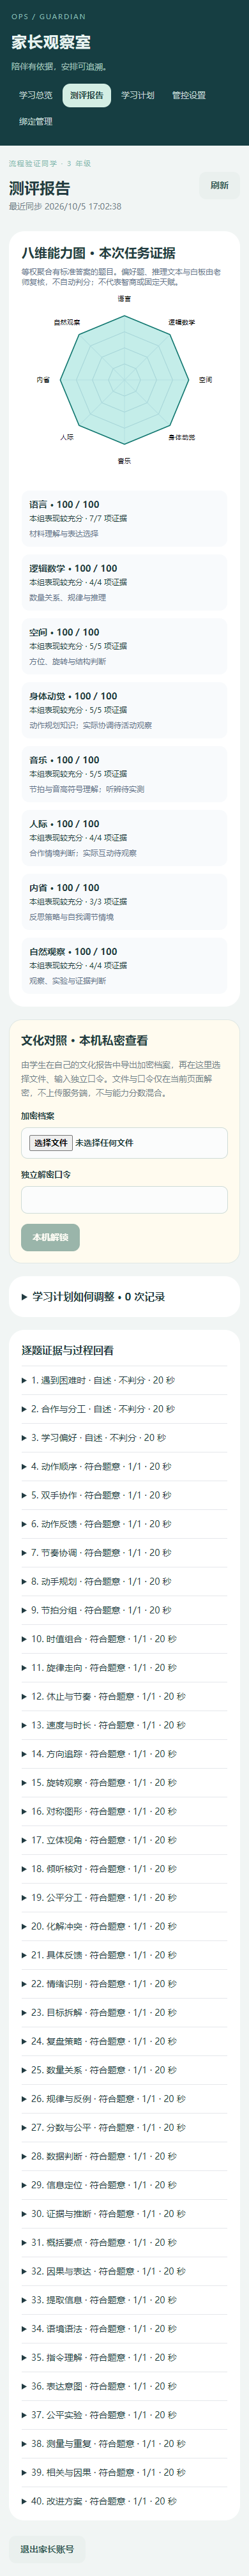 OPS / GUARDIAN
家长观察室
陪伴有依据，安排可追溯。
学习总览
测评报告
学习计划
管控设置
绑定管理
流程验证同学 · 3 年级
测评报告
刷新
最近同步 2026/10/5 17:02:38
八维能力图 · 本次任务证据
等权聚合有标准答案的题目。偏好题、推理文本与白板由老师复核，不自动判分；不代表智商或固定天赋。
语言
自然观察
逻辑数学
内省
空间
人际
身体动觉
音乐
语言 • 100 / 100
本组表现较充分 · 7/7 项证据
材料理解与表达选择
逻辑数学 • 100 / 100
本组表现较充分 · 4/4 项证据
数量关系、规律与推理
空间 • 100 / 100
本组表现较充分 · 5/5 项证据
方位、旋转与结构判断
身体动觉 • 100 / 100
本组表现较充分 · 5/5 项证据
动作规划知识；实际协调待活动观察
音乐 • 100 / 100
本组表现较充分 · 5/5 项证据
节拍与音高符号理解；听辨待实测
人际 • 100 / 100
本组表现较充分 · 4/4 项证据
合作情境判断；实际互动待观察
内省 • 100 / 100
本组表现较充分 · 3/3 项证据
反思策略与自我调节情境
自然观察 • 100 / 100
本组表现较充分 · 4/4 项证据
观察、实验与证据判断
文化对照 · 本机私密查看
由学生在自己的文化报告中导出加密档案，再在这里选择文件、输入独立口令。文件与口令仅在当前页面解密，不上传服务端，不与能力分数混合。
加密档案
选择文件 未选择任何文件
独立解密口令
本机解锁
▶ 学习计划如何调整 • 0 次记录
逐题证据与过程回看
▶ 1. 遇到困难时 · 自述 · 不判分 · 20 秒
▶ 2. 合作与分工 · 自述 · 不判分 · 20 秒
▶ 3. 学习偏好 · 自述 · 不判分 · 20 秒
▶ 4. 动作顺序 · 符合题意 · 1/1 · 20 秒
▶ 5. 双手协作 · 符合题意 · 1/1 · 20 秒
▶ 6. 动作反馈 · 符合题意 · 1/1 · 20 秒
▶ 7. 节奏协调 · 符合题意 · 1/1 · 20 秒
▶ 8. 动手规划 · 符合题意 · 1/1 · 20 秒
▶ 9. 节拍分组 · 符合题意 · 1/1 · 20 秒
▶ 10. 时值组合 · 符合题意 · 1/1 · 20 秒
▶ 11. 旋律走向 · 符合题意 · 1/1 · 20 秒
▶ 12. 休止与节奏 · 符合题意 · 1/1 · 20 秒
▶ 13. 速度与时长 · 符合题意 · 1/1 · 20 秒
▶ 14. 方向追踪 · 符合题意 · 1/1 · 20 秒
▶ 15. 旋转观察 · 符合题意 · 1/1 · 20 秒
▶ 16. 对称图形 · 符合题意 · 1/1 · 20 秒
▶ 17. 立体视角 · 符合题意 · 1/1 · 20 秒
▶ 18. 倾听核对 · 符合题意 · 1/1 · 20 秒
▶ 19. 公平分工 · 符合题意 · 1/1 · 20 秒
▶ 20. 化解冲突 · 符合题意 · 1/1 · 20 秒
▶ 21. 具体反馈 · 符合题意 · 1/1 · 20 秒
▶ 22. 情绪识别 · 符合题意 · 1/1 · 20 秒
▶ 23. 目标拆解 · 符合题意 · 1/1 · 20 秒
▶ 24. 复盘策略 · 符合题意 · 1/1 · 20 秒
▶ 25. 数量关系 · 符合题意 · 1/1 · 20 秒
▶ 26. 规律与反例 · 符合题意 · 1/1 · 20 秒
▶ 27. 分数与公平 · 符合题意 · 1/1 · 20 秒
▶ 28. 数据判断 · 符合题意 · 1/1 · 20 秒
▶ 29. 信息定位 · 符合题意 · 1/1 · 20 秒
▶ 30. 证据与推断 · 符合题意 · 1/1 · 20 秒
▶ 31. 概括要点 · 符合题意 · 1/1 · 20 秒
▶ 32. 因果与表达 · 符合题意 · 1/1 · 20 秒
▶ 33. 提取信息 · 符合题意 · 1/1 · 20 秒
▶ 34. 语境语法 · 符合题意 · 1/1 · 20 秒
▶ 35. 指令理解 · 符合题意 · 1/1 · 20 秒
▶ 36. 表达意图 · 符合题意 · 1/1 · 20 秒
▶ 37. 公平实验 · 符合题意 · 1/1 · 20 秒
▶ 38. 测量与重复 · 符合题意 · 1/1 · 20 秒
▶ 39. 相关与因果 · 符合题意 · 1/1 · 20 秒
▶ 40. 改进方案 · 符合题意 · 1/1 · 20 秒
退出家长账号